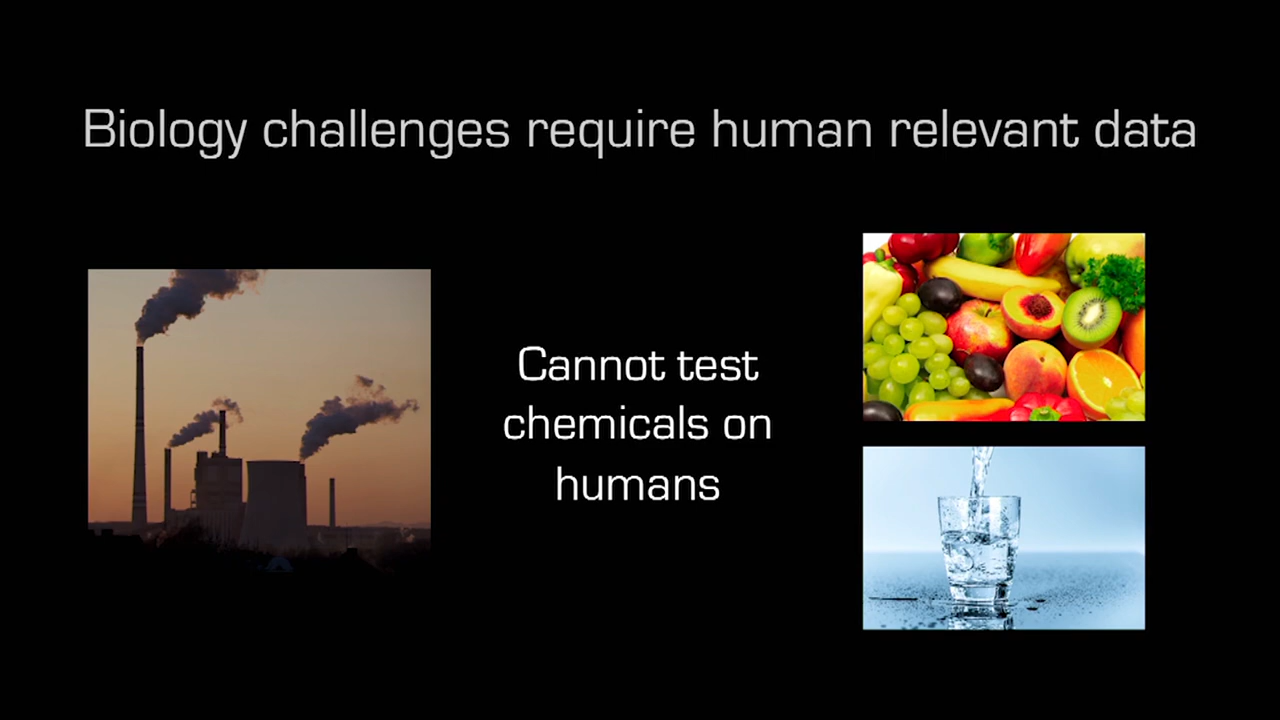 Biology challenges require human relevant data
Cannot test
chemicals on
humans